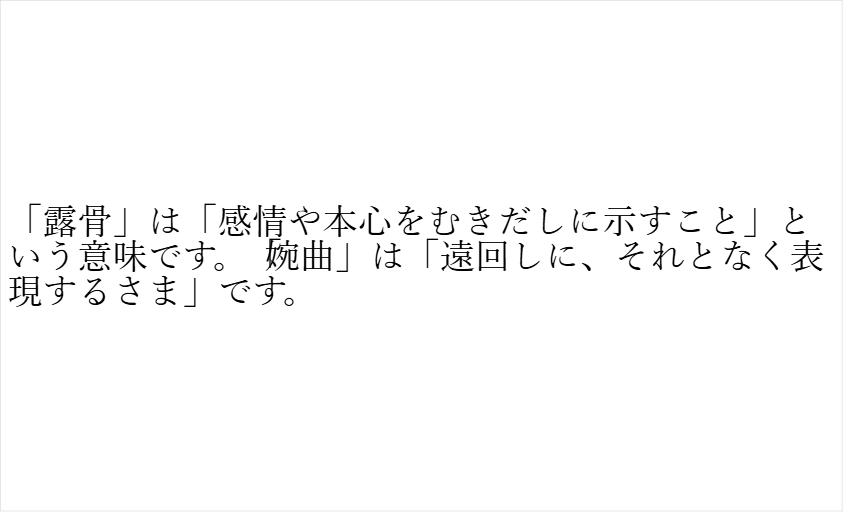 「露骨」は「感情や本心をむきだしに示すこと」と
いう意味です。「婉曲」は「遠回しに、それとなく表
現するさま」です。